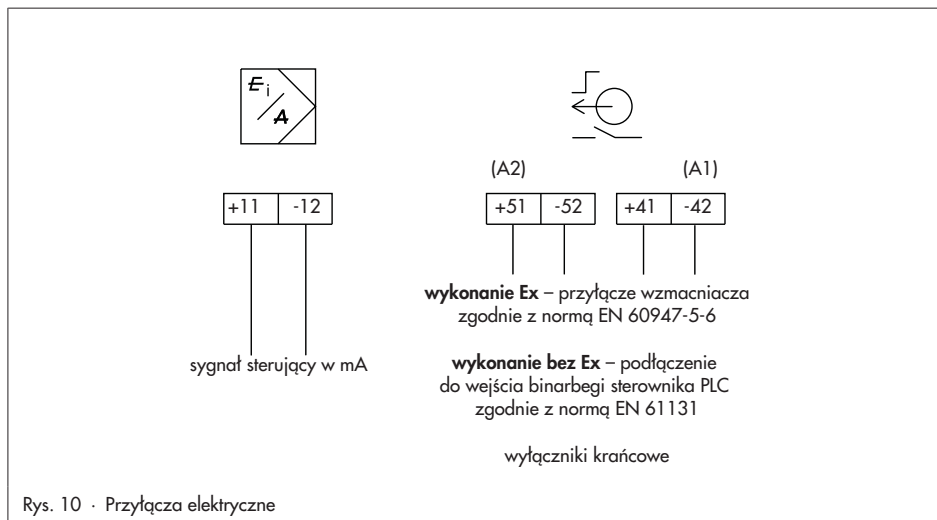 E i
A
(A2) (A1)
+11 -12 +51 -52 +41 -42
wykonanie Ex – przyłącze wzmacniacza
zgodnie z normą EN 60947-5-6
sygnał sterujący w mA
wykonanie bez Ex – podłączenie
do wejścia binarbegi sterownika PLC
zgodnie z normą EN 61131
wyłączniki krańcowe
Rys. 10 · Przyłącza elektryczne